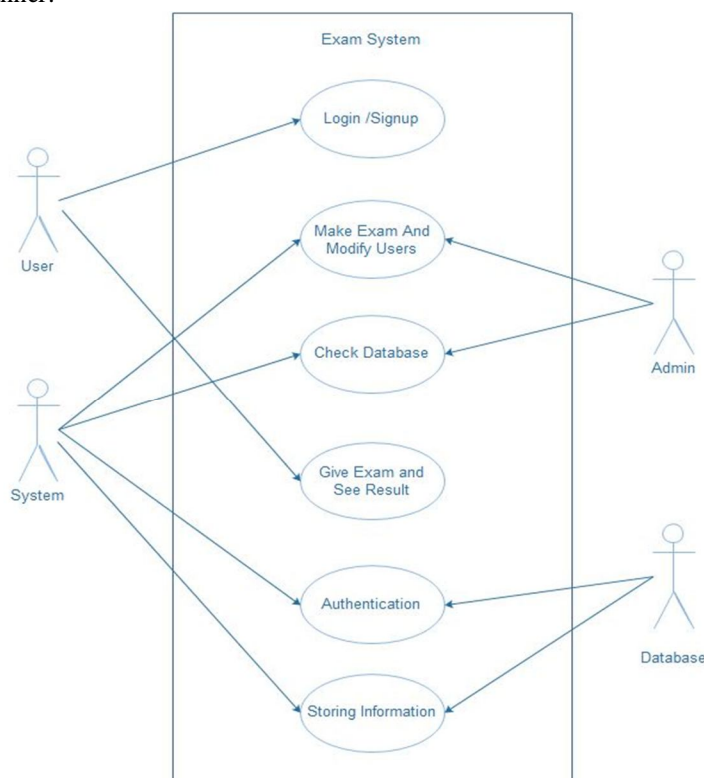 Exam System
Login /Signup
User
Make Exam And
Modify Users
Check Database
Admin
System
Give Exam and
See Result
Authentication
Database
Storing Information